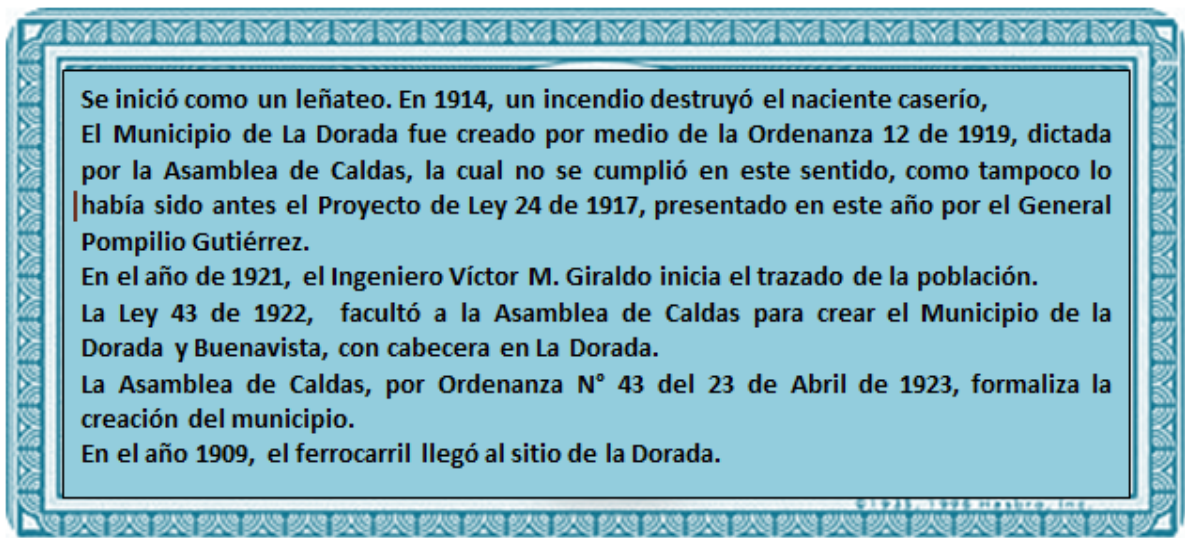 Se inició como un leñateo. En 1914, un incendio destruyó el naciente caserío,
El Municipio de La Dorada fue creado por medio de la Ordenanza 12 de 1919, dictada
por la Asamblea de Caldas, la cual no se cumplió en este sentido, como tampoco lo
había sido antes el Proyecto de Ley 24 de 1917, presentado en este año por el General
Pompilio Gutiérrez.
En el año de 1921, el Ingeniero Víctor M. Giraldo inicia el trazado de la población.
La Ley 43 de 1922, facultó a la Asamblea de Caldas para crear el Municipio de la
Dorada y Buenavista, con cabecera en La Dorada.
La Asamblea de Caldas, por Ordenanza N° 43 del 23 de Abril de 1923, formaliza la
creación del municipio.
En el año 1909, el ferrocarril llegó al sitio de la Dorada.
©1935, 1996 Hasbro, Inc.